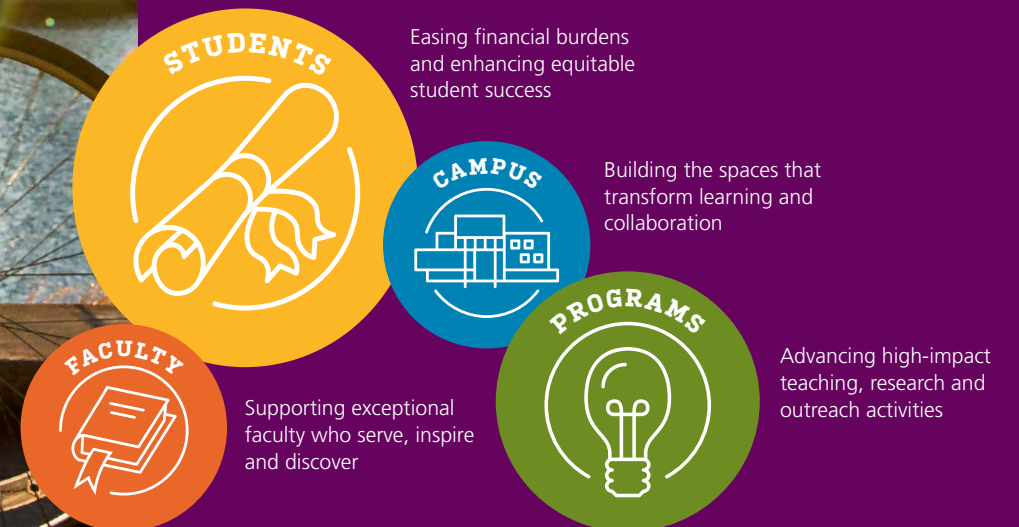 STUDENTS
Easing financial burdens
and enhancing equitable
student success
CAMPUS
Building the spaces that
transform learning and
collaboration
PROGRAMS
Advancing high-impact
teaching, research and
outreach activities
FACULTY
Supporting exceptional
faculty who serve, inspire
and discover